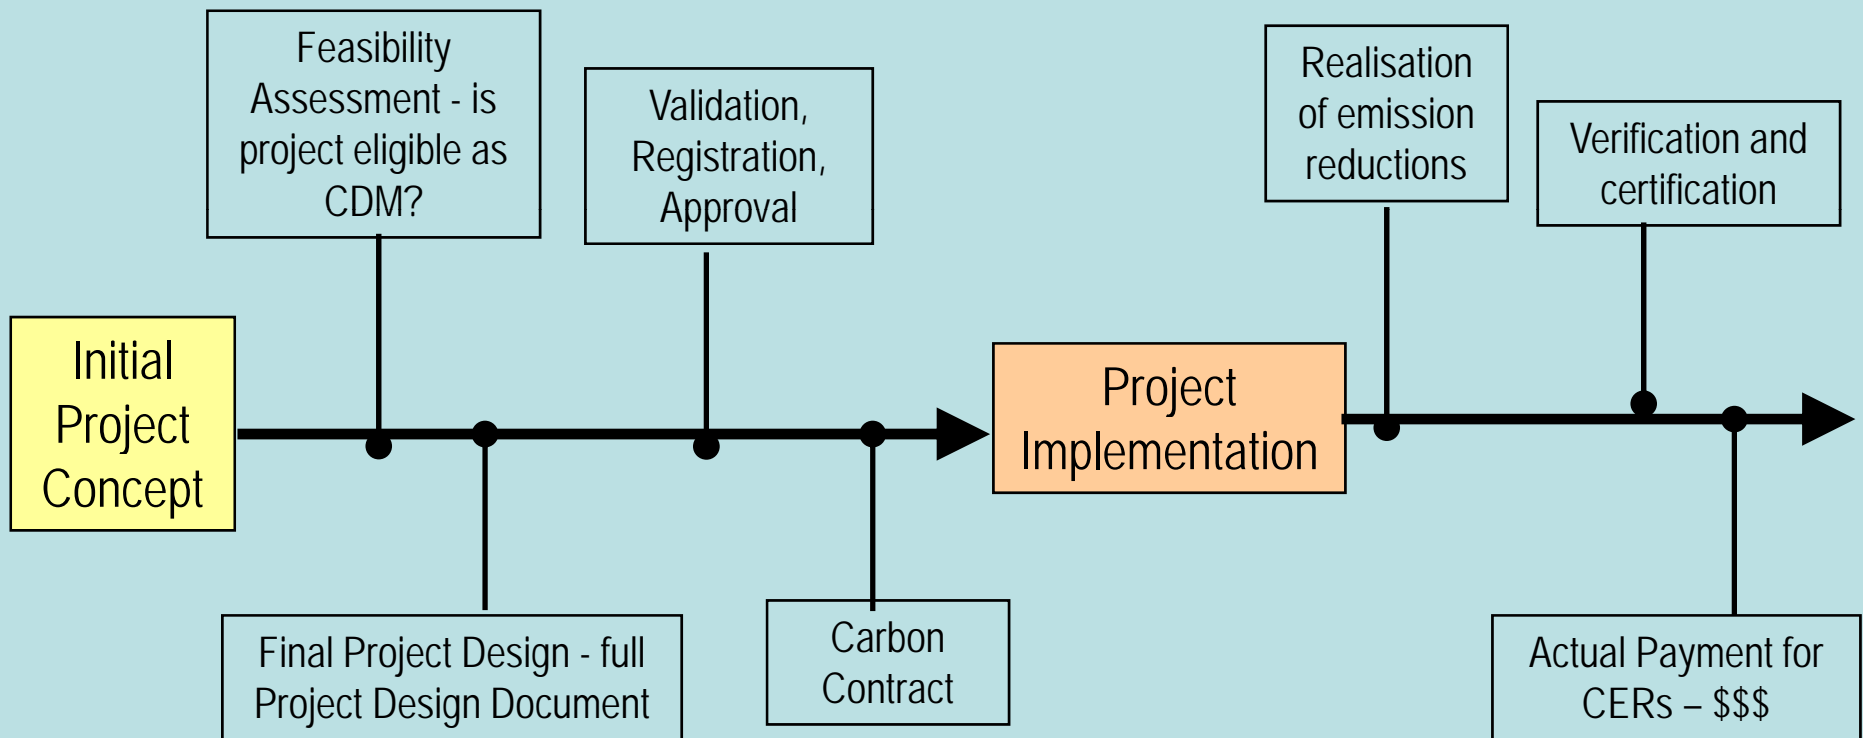 Feasibility
Assessment - is
project eligible as
CDM?
Validation,
Registration,
Approval
Realisation
of emission
reductions
Verification and
certification
Initial
Project
Concept
Project
Implementation
Final Project Design - full
Project Design Document
Carbon
Contract
Actual Payment for
CERs – $$$